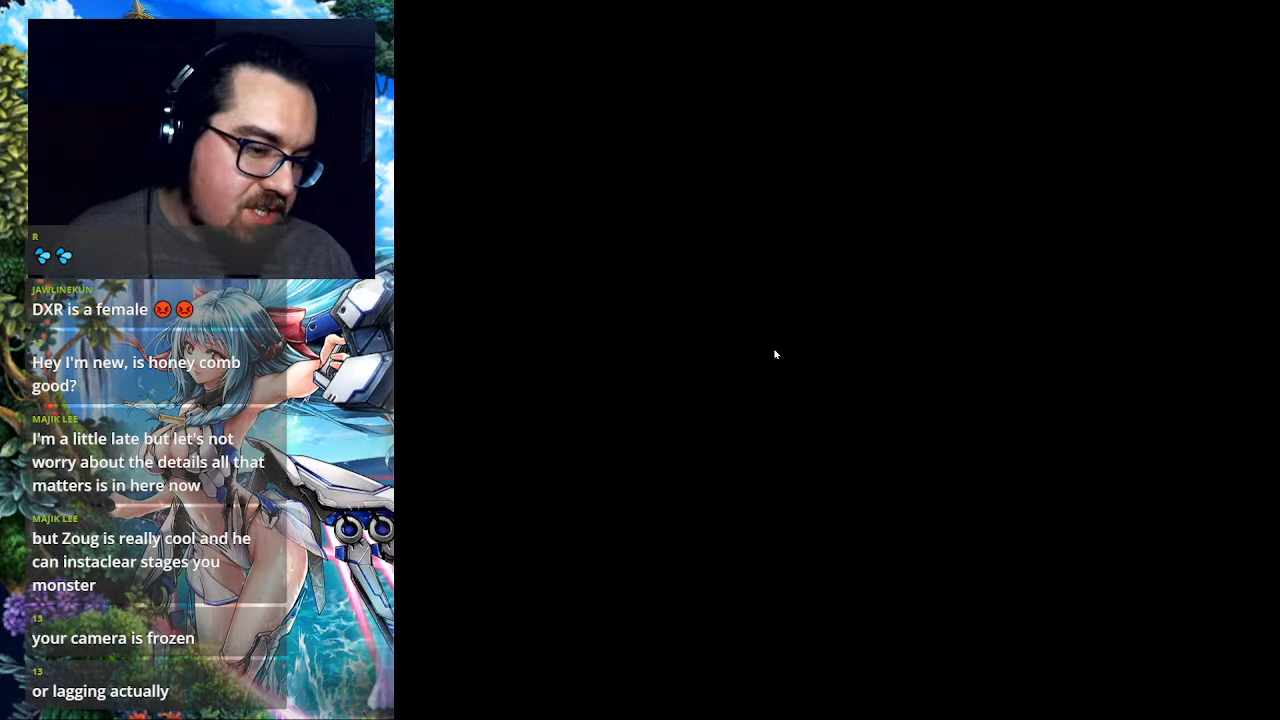 R
JAWLINEKUN
DXR is a female
13
Hey I'm new, is honey comb
good?
MAJIK LEE
I'm a little late but let's not
worry about the details all that
matters is in here now
MAJIK LEE
but Zoug is really cool and he
can instaclear stages you
monster
13
your camera is frozen
13
or lagging actually